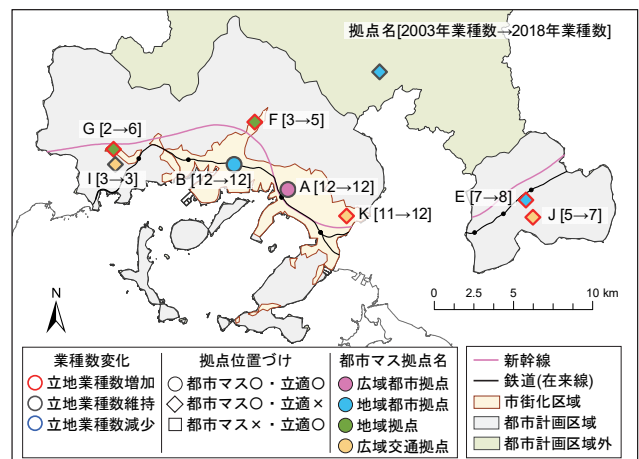 拠点名[2003年業種数→2018年業種数]
F [3→5]
G [2→6]
I [3→3]
B [12→12]
A [12→12]
K [11→12]
E [7→8]
J [5→7]
N
0 2.5 5 10 km
業種数変化
立地業種数増加
立地業種数維持
立地業種数減少
拠点位置づけ
都市マス〇・立適〇
都市マス〇・立適×
都市マス×・立適〇
都市マス拠点名
広域都市拠点
地域都市拠点
地域拠点
広域交通拠点
新幹線
鉄道(在来線)
市街化区域
都市計画区域
都市計画区域外